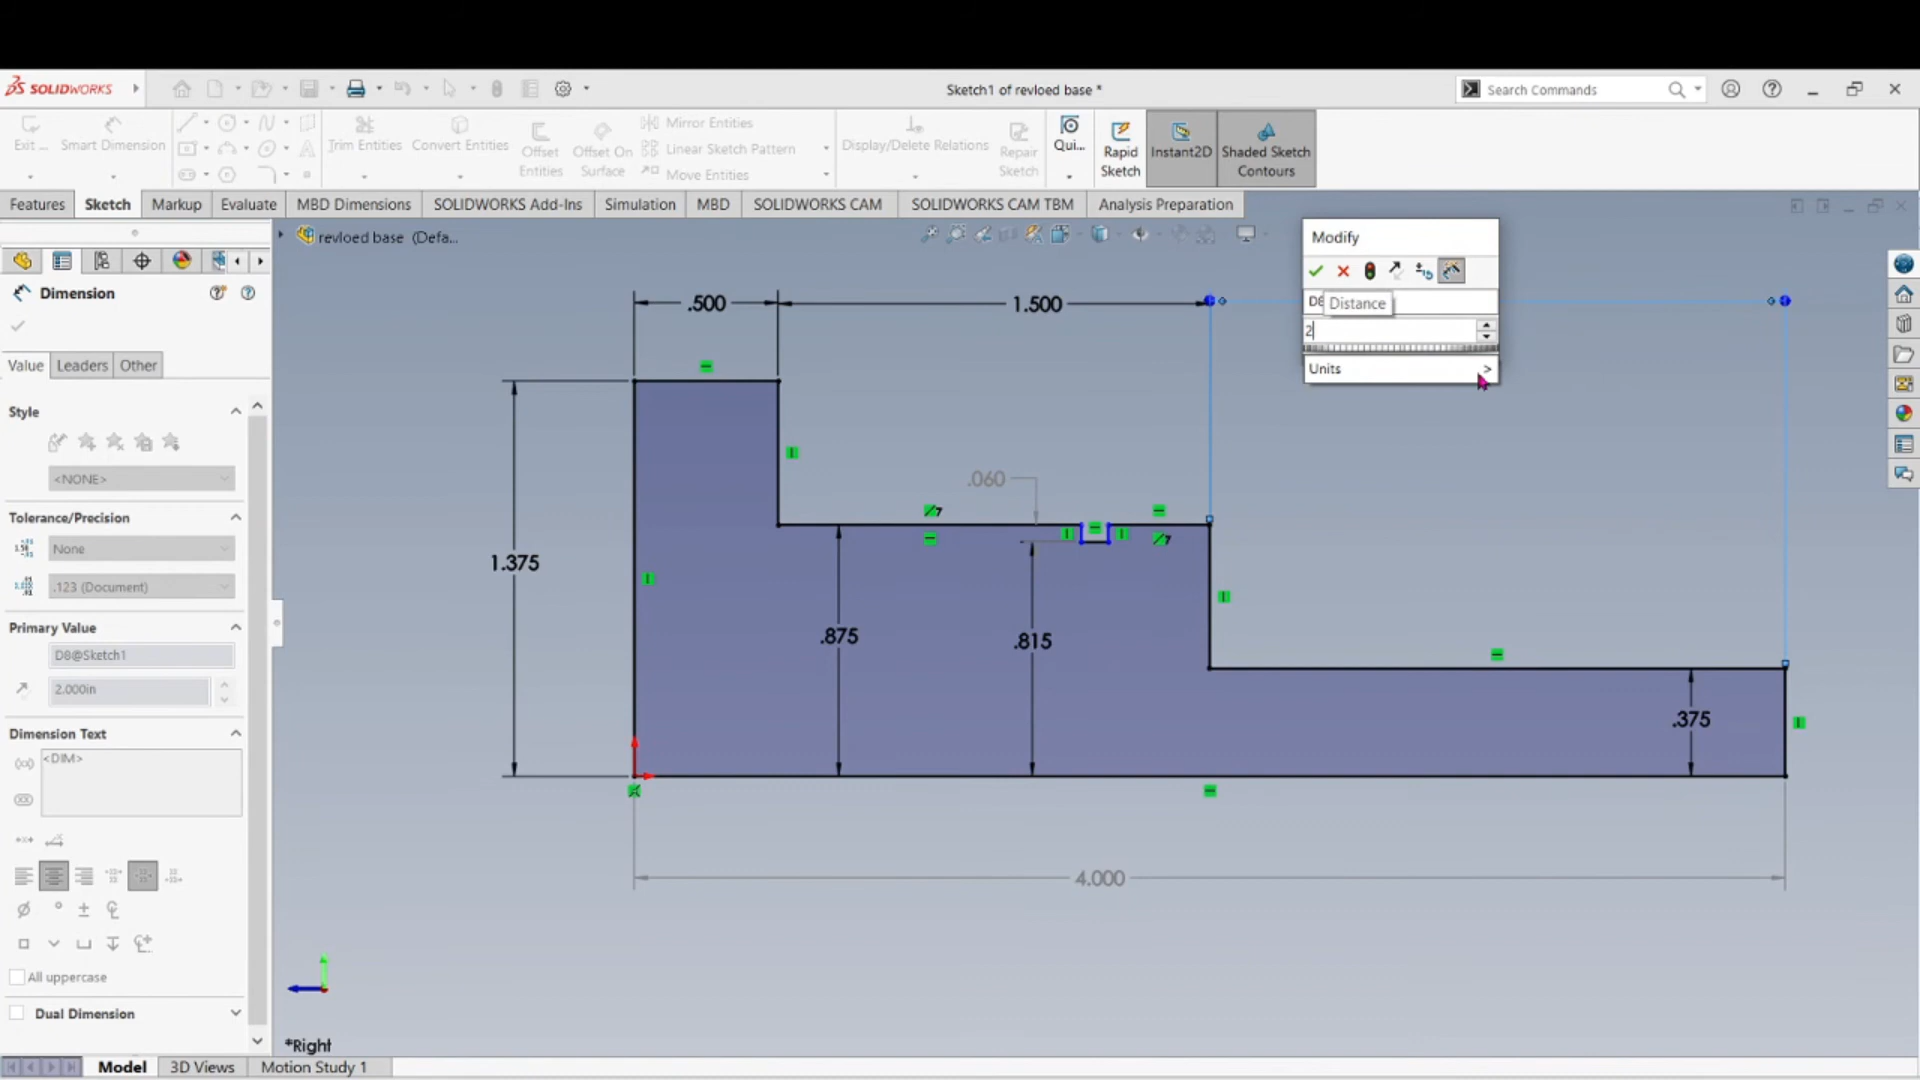 SOLIDWORKS
Sketch1 of revloed base *
Search Commands
Exit ...
Smart Dimension
Trim Entities
Convert Entities
Offset Entities
Offset On Surface
Mirror Entities
Linear Sketch Pattern
Move Entities
Display/Delete Relations
Repair Sketch
Qui...
Rapid Sketch
Instant2D
Shaded Sketch Contours
Features
Sketch
Markup
Evaluate
MBD Dimensions
SOLIDWORKS Add-Ins
Simulation
MBD
SOLIDWORKS CAM
SOLIDWORKS CAM TBM
Analysis Preparation
revloed base (Defa...
Modify
D8
Distance
2
Units >
Dimension
Value
Leaders
Other
Style
<NONE>
Tolerance/Precision
None
.123 (Document)
Primary Value
D8@Sketch1
2.000in
Dimension Text
<DIM>
All uppercase
Dual Dimension
.500
1.500
.060
1.375
.875
.815
.375
4.000
7
7
*Right
Model
3D Views
Motion Study 1